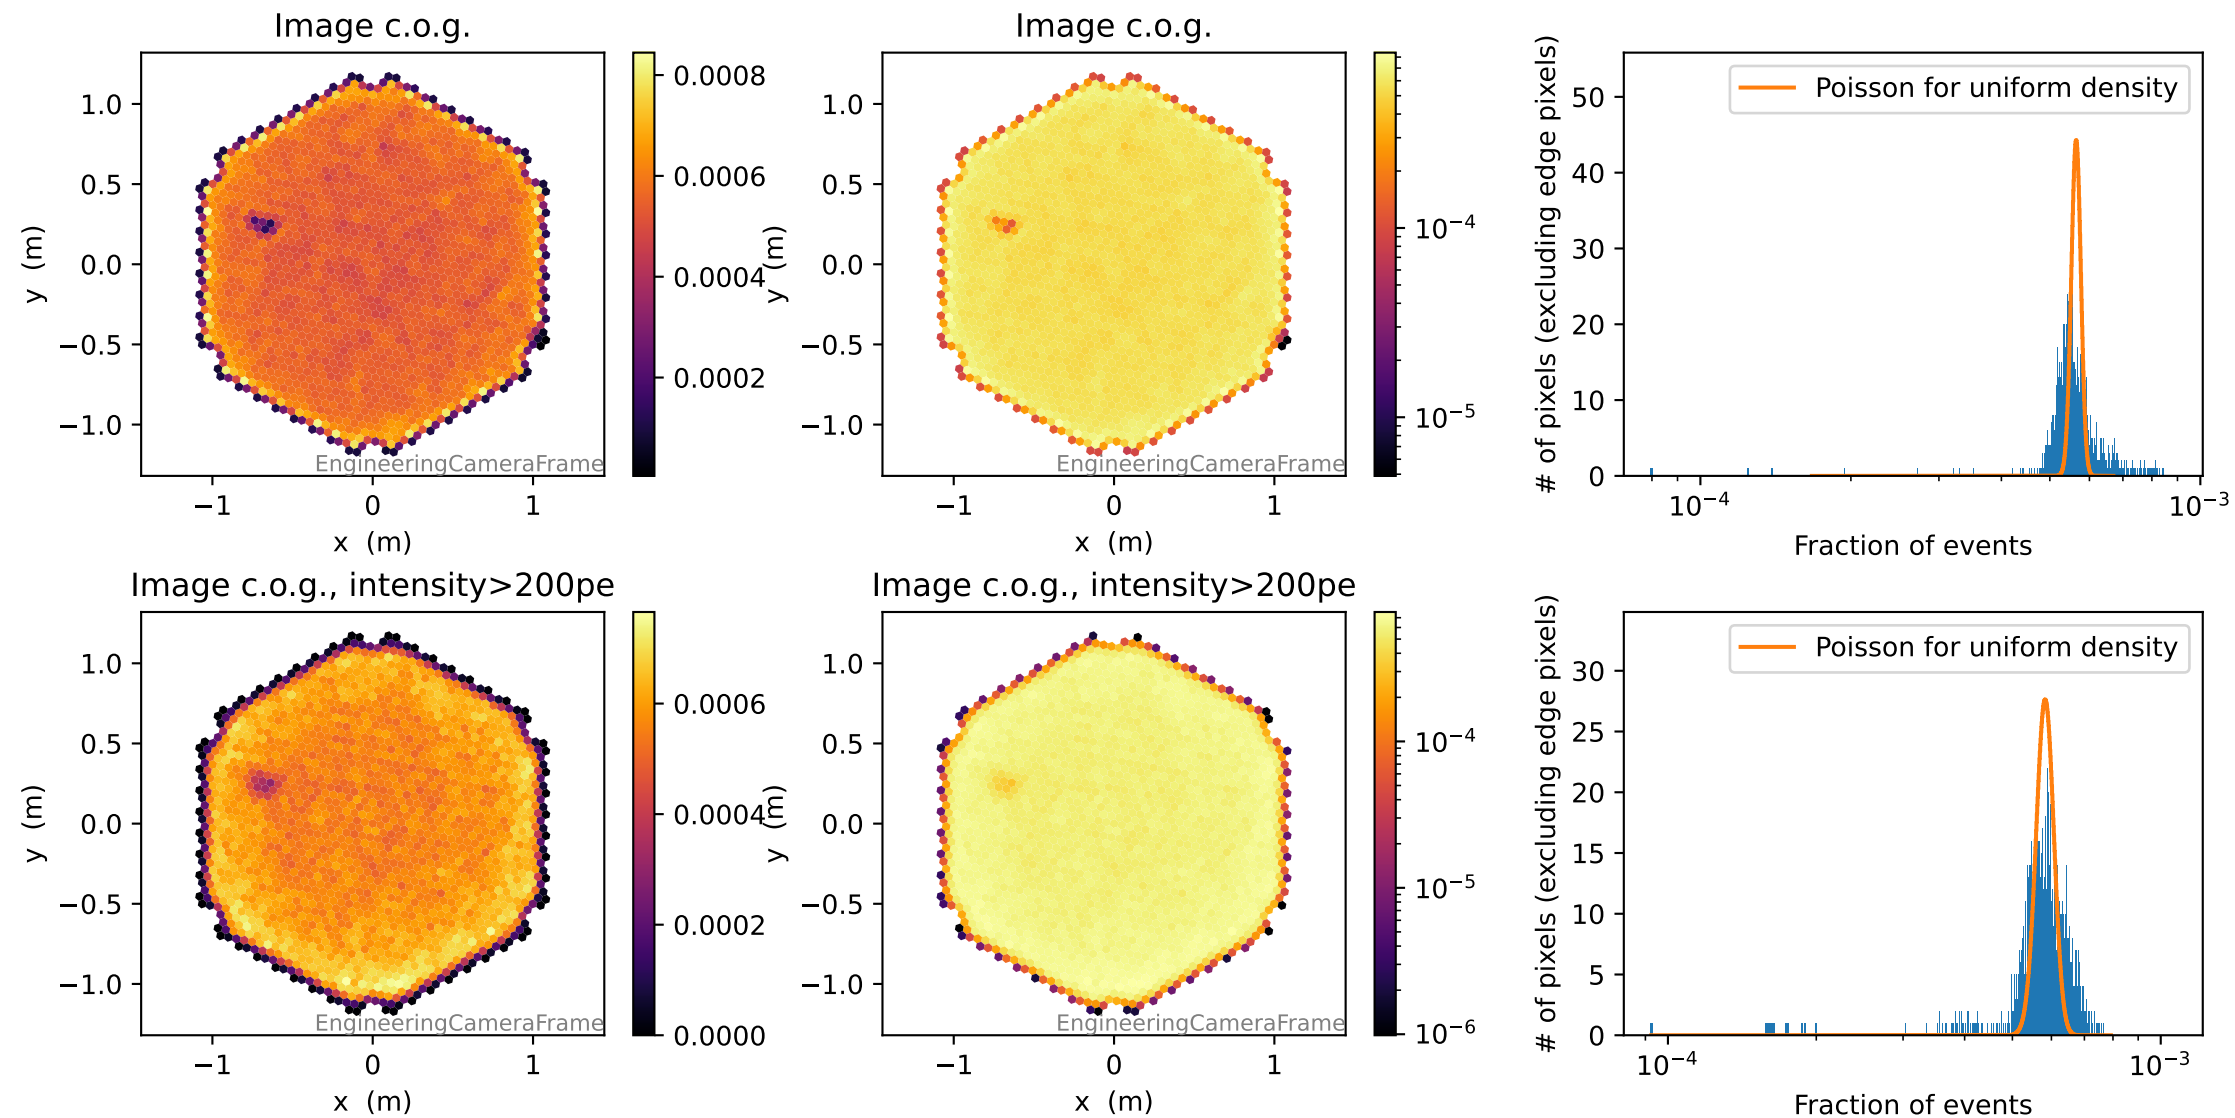 Image c.o.g.
y (m)
1.0
0.5
0.0
−0.5
−1.0
−1
0
1
x (m)
EngineeringCameraFrame
0.0008
0.0006
0.0004
0.0002
Image c.o.g.
y (m)
1.0
0.5
0.0
−0.5
−1.0
−1
0
1
x (m)
EngineeringCameraFrame
10⁻⁴
10⁻⁵
# of pixels (excluding edge pixels)
50
40
30
20
10
0
Poisson for uniform density
10⁻⁴
10⁻³
Fraction of events
Image c.o.g., intensity>200pe
y (m)
1.0
0.5
0.0
−0.5
−1.0
−1
0
1
x (m)
EngineeringCameraFrame
0.0006
0.0004
0.0002
0.0000
Image c.o.g., intensity>200pe
y (m)
1.0
0.5
0.0
−0.5
−1.0
−1
0
1
x (m)
EngineeringCameraFrame
10⁻⁴
10⁻⁵
10⁻⁶
# of pixels (excluding edge pixels)
30
25
20
15
10
5
0
Poisson for uniform density
10⁻⁴
10⁻³
Fraction of events